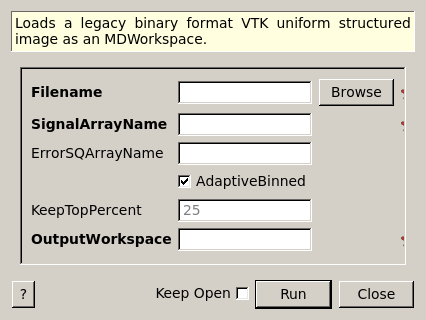 Loads a legacy binary format VTK uniform structured
image as an MDWorkspace.
Filename
Browse
SignalArrayName
ErrorSQArrayName
AdaptiveBinned
KeepTopPercent 25
OutputWorkspace
? Keep Open Run Close